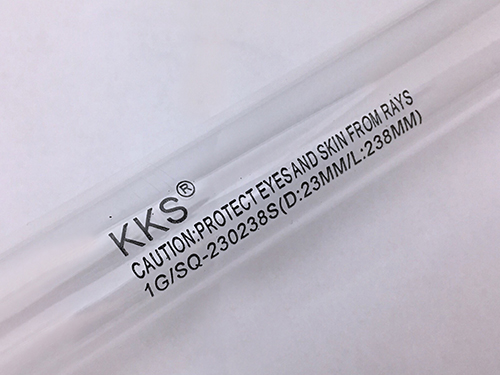 KKS®
CAUTION:PROTECT EYES AND SKIN FROM RAYS
1G/SQ-230238S(D:23MM/L:238MM)